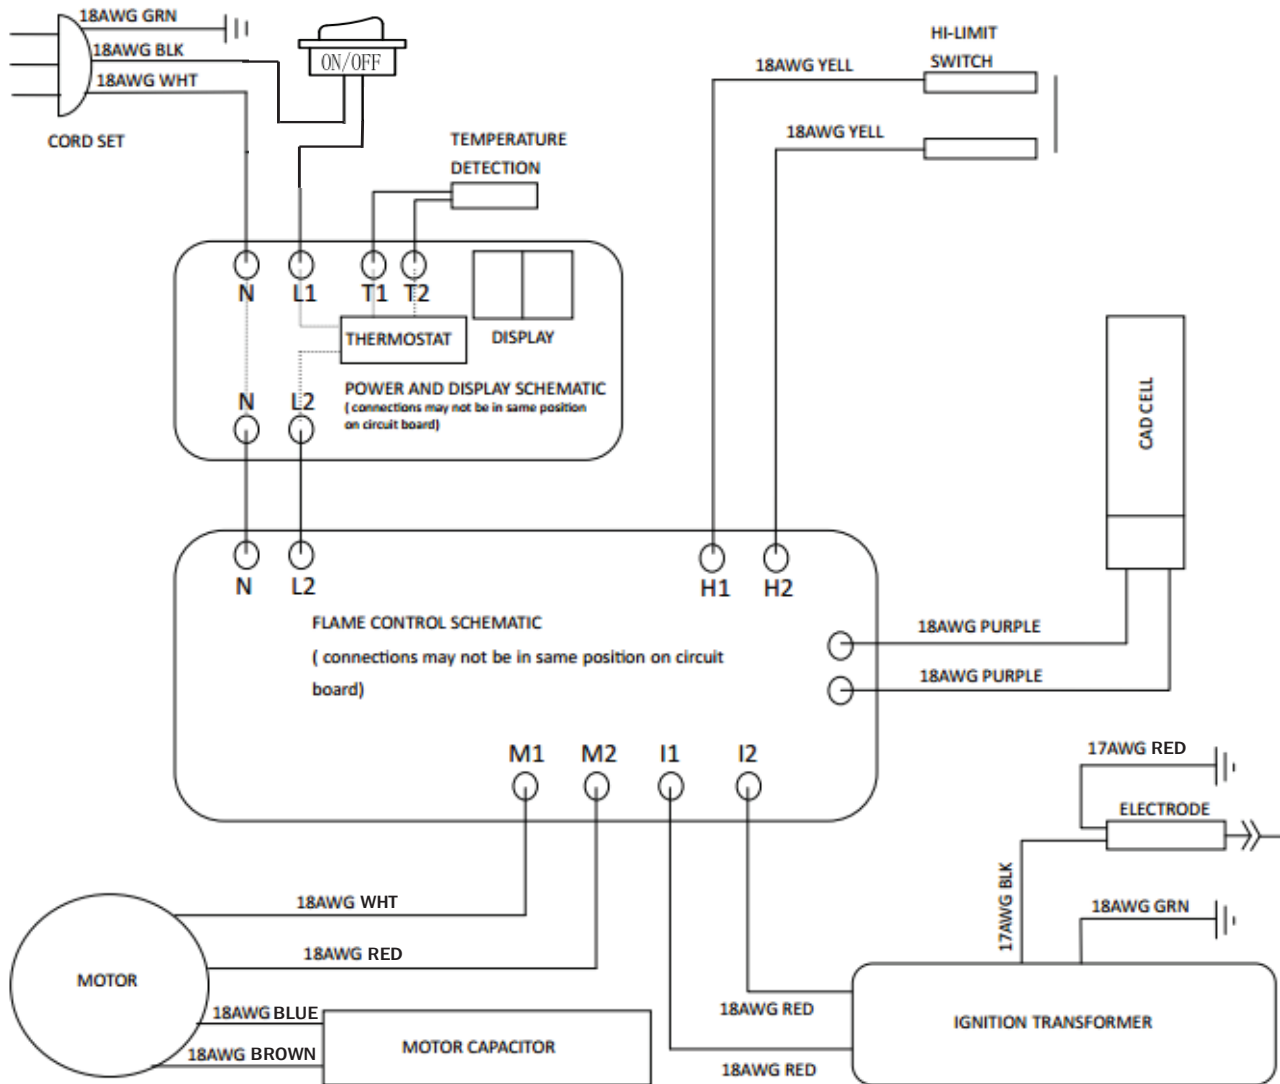 18AWG GRN
18AWG BLK
18AWG WHT
CORD SET
ON/OFF
TEMPERATURE
DETECTION
HI-LIMIT
SWITCH
18AWG YELL
18AWG YELL
N
L1
T1
T2
THERMOSTAT
DISPLAY
POWER AND DISPLAY SCHEMATIC
( connections may not be in same position
on circuit board)
N
L2
CAD CELL
N
L2
H1
H2
FLAME CONTROL SCHEMATIC
( connections may not be in same position on circuit
board)
18AWG PURPLE
18AWG PURPLE
M1
M2
I1
I2
17AWG RED
ELECTRODE
17AWG BLK
18AWG GRN
18AWG WHT
18AWG RED
MOTOR
18AWG BLUE
18AWG BROWN
MOTOR CAPACITOR
18AWG RED
18AWG RED
IGNITION TRANSFORMER